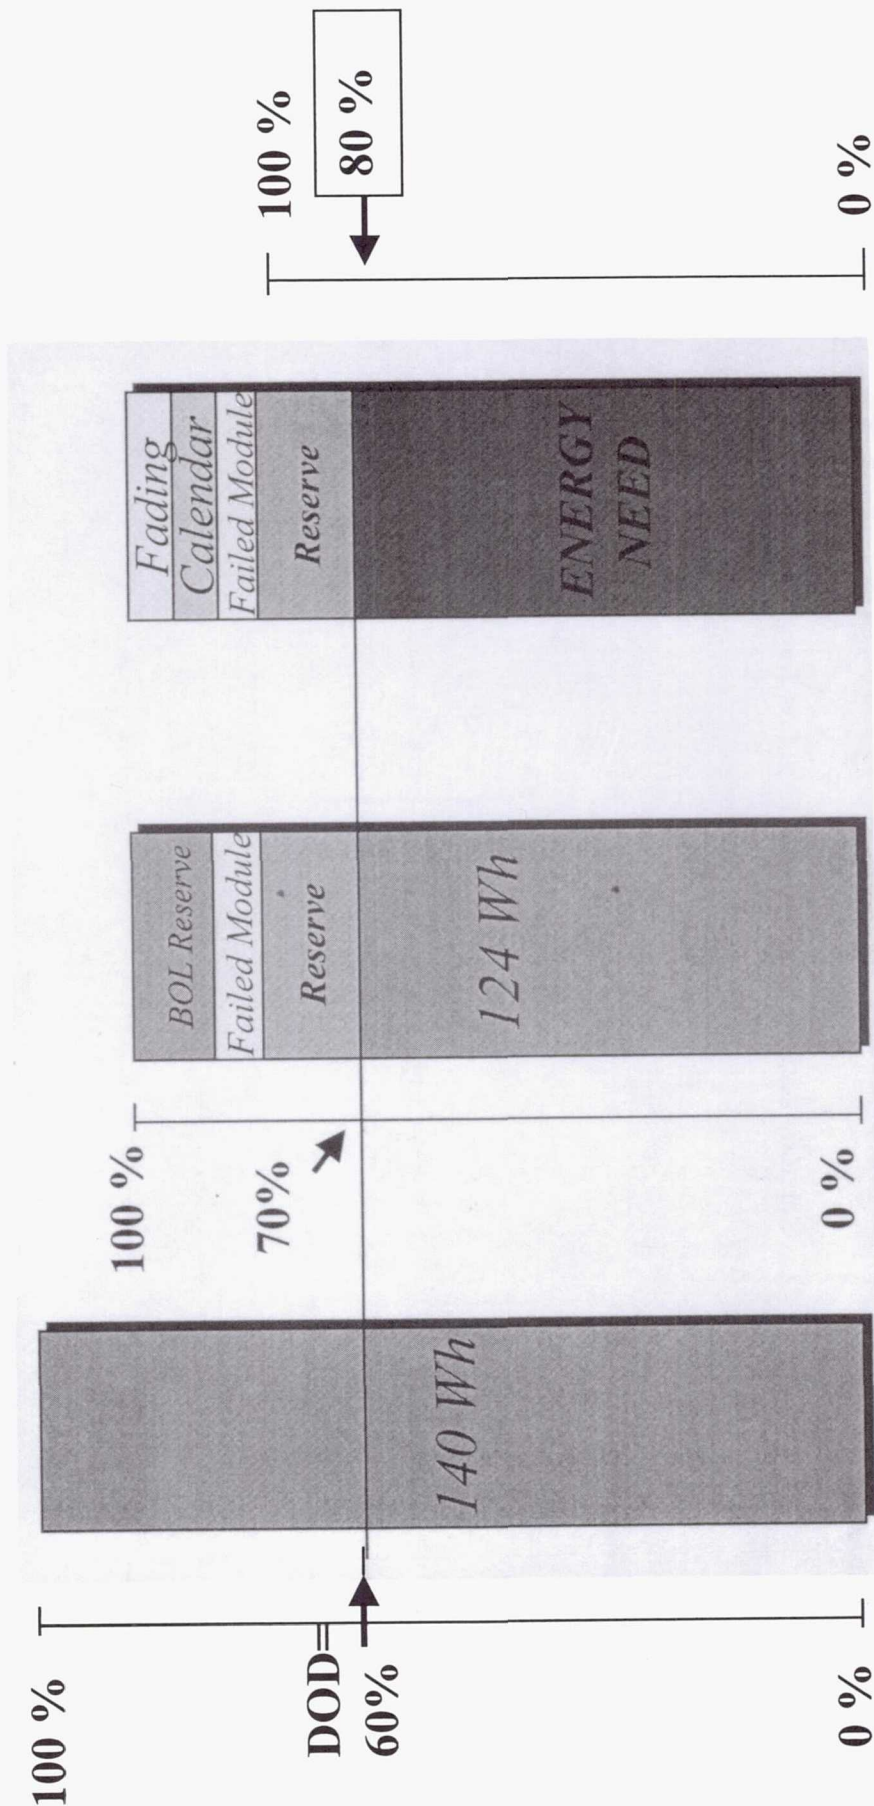 100 %
DOD=
60%
0 %
140 Wh
100 %
70%
0 %
BOL Reserve
Failed Module
Reserve
124 Wh
Fading
Calendar
Failed Module
Reserve
ENERGY
NEED
100 %
80 %
0 %